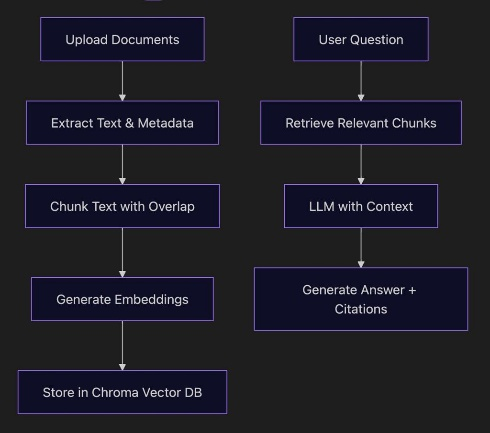 Upload Documents
Extract Text & Metadata
Chunk Text with Overlap
Generate Embeddings
Store in Chroma Vector DB
User Question
Retrieve Relevant Chunks
LLM with Context
Generate Answer +
Citations